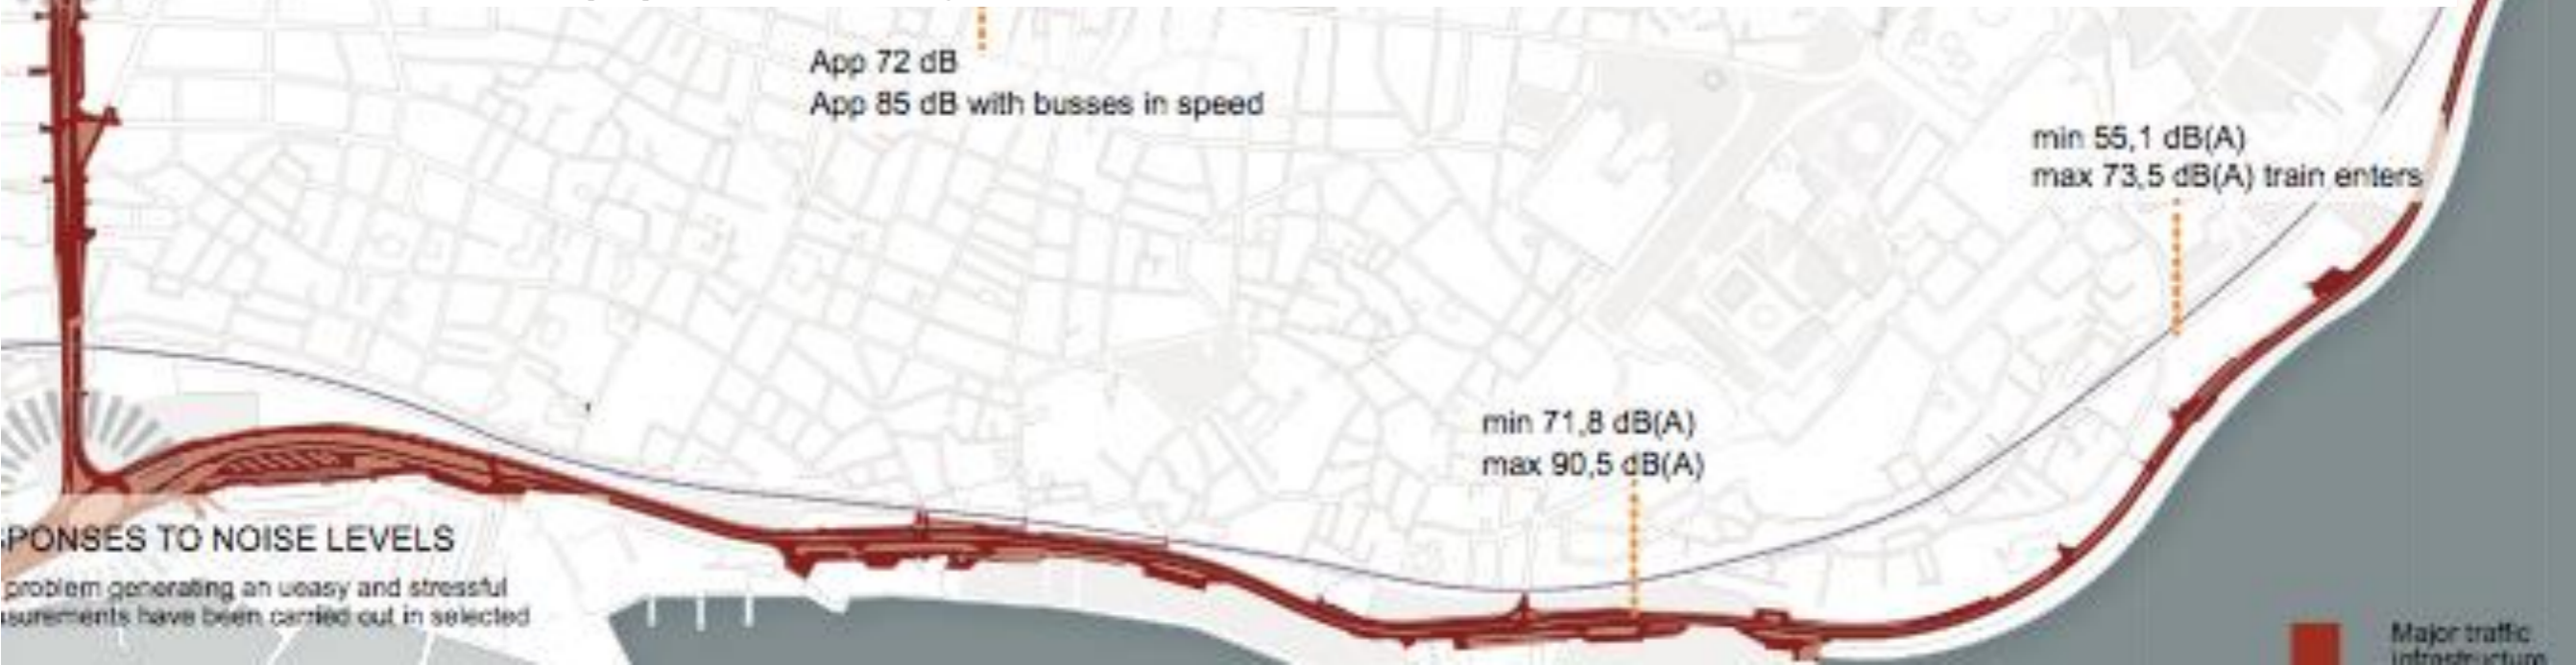 App 72 dB
App 85 dB with busses in speed
min 55,1 dB(A)
max 73,5 dB(A) train enters
min 71,8 dB(A)
max 90,5 dB(A)
SPONSES TO NOISE LEVELS
problem generating an ueasy and stressful
surements have been carried out in selected
Major traffic
infrastructure